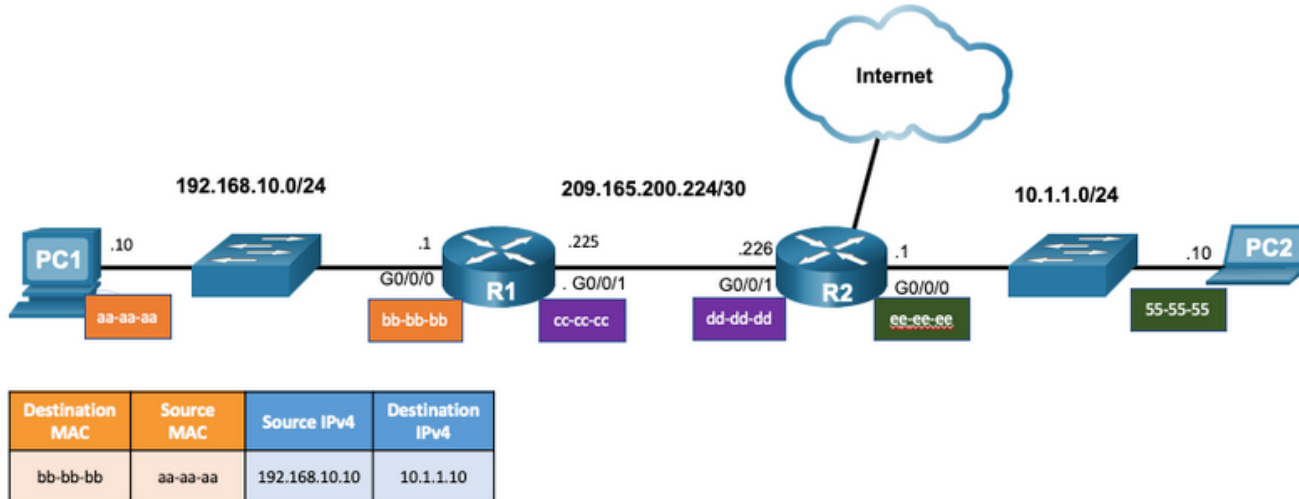 Internet
192.168.10.0/24
209.165.200.224/30
10.1.1.0/24
PC1
.10
.1
G0/0/0
R1
.225
. G0/0/1
.226
G0/0/1
R2
.1
G0/0/0
.10
PC2
aa-aa-aa
bb-bb-bb
cc-cc-cc
dd-dd-dd
ee-ee-ee
55-55-55
Destination MAC Source MAC Source IPv4 Destination IPv4
bb-bb-bb aa-aa-aa 192.168.10.10 10.1.1.10